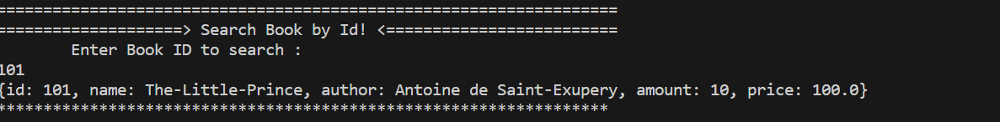 ===================================================================
====================> Search Book by Id! <=========================
        Enter Book ID to search :
101
{id: 101, name: The-Little-Prince, author: Antoine de Saint-Exupery, amount: 10, price: 100.0}
******************************************************************